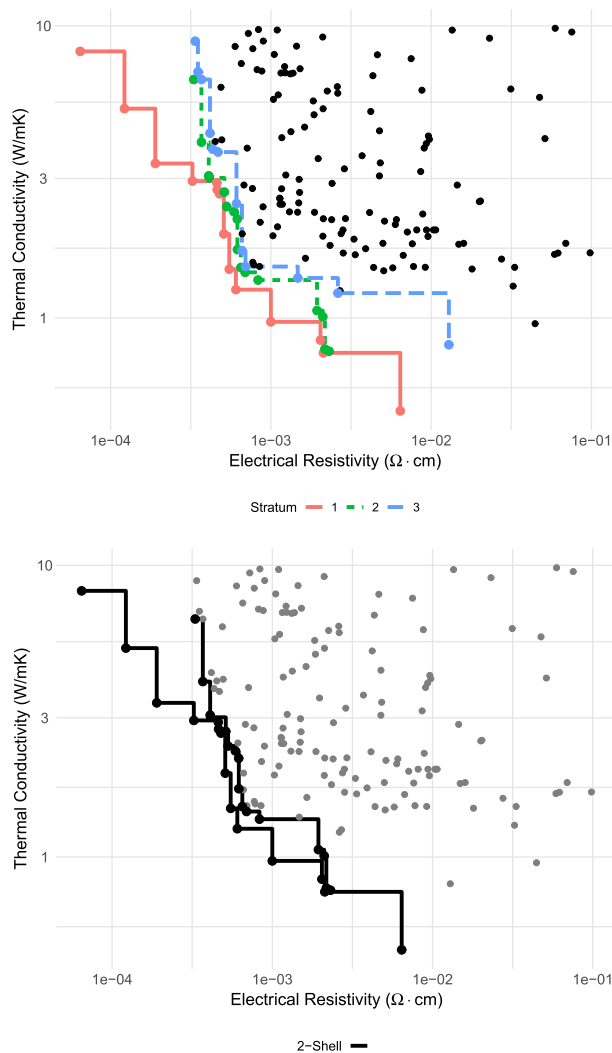 10
3
1
Thermal Conductivity (W/mK)
1e−04 1e−03 1e−02 1e−01
Electrical Resistivity (Ω · cm)
Stratum 1 2 3
10
3
1
Thermal Conductivity (W/mK)
1e−04 1e−03 1e−02 1e−01
Electrical Resistivity (Ω · cm)
2−Shell